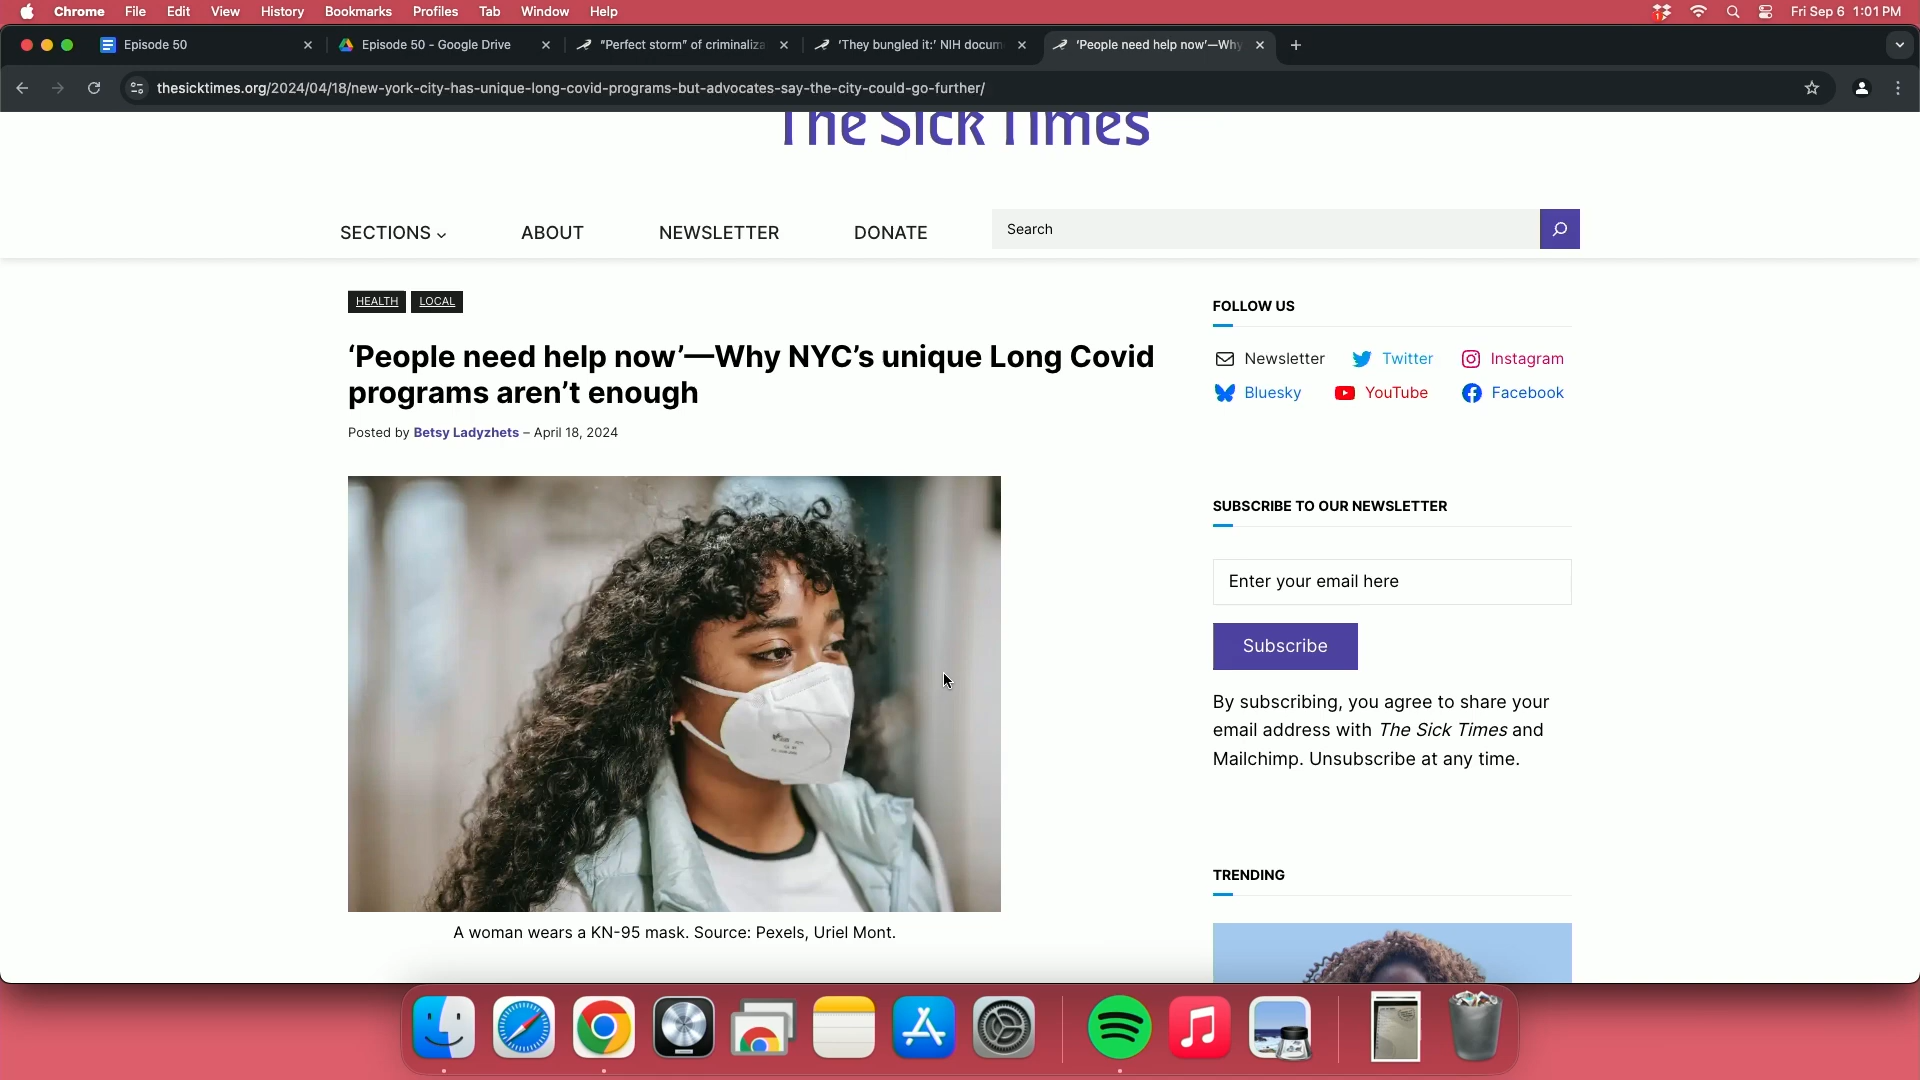 Chrome File Edit View History Bookmarks Profiles Tab Window Help Fri Sep 6 1:01 PM
Episode 50
Episode 50 - Google Drive
"Perfect storm" of criminaliza
'They bungled it:' NIH docum
'People need help now'—Why
thesicktimes.org/2024/04/18/new-york-city-has-unique-long-covid-programs-but-advocates-say-the-city-could-go-further/
The Sick Times
SECTIONS ABOUT NEWSLETTER DONATE Search
HEALTH LOCAL
‘People need help now’—Why NYC’s unique Long Covid
programs aren’t enough
Posted by Betsy Ladyzhets – April 18, 2024
A woman wears a KN-95 mask. Source: Pexels, Uriel Mont.
FOLLOW US
Newsletter Twitter Instagram
Bluesky YouTube Facebook
SUBSCRIBE TO OUR NEWSLETTER
Enter your email here
Subscribe
By subscribing, you agree to share your
email address with The Sick Times and
Mailchimp. Unsubscribe at any time.
TRENDING